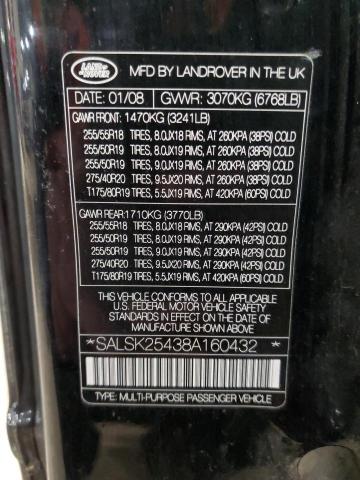 LAND
ROVER
MFD BY LANDROVER IN THE UK
DATE: 01/08 GVWR: 3070KG (6768LB)
GAWR FRONT: 1470KG (3241LB)
255/55R18 TIRES, 8.0JX18 RIMS, AT 260KPA (38PSI) COLD
255/50R19 TIRES, 8.0JX19 RIMS, AT 260KPA (38PSI) COLD
255/50R19 TIRES, 9.0JX19 RIMS, AT 260KPA (38PSI) COLD
275/40R20 TIRES, 9.5JX20 RIMS, AT 260KPA (38PSI) COLD
T175/80R19 TIRES, 5.5JX19 RIMS, AT 420KPA (60PSI) COLD
GAWR REAR: 1710KG (3770LB)
255/55R18 TIRES, 8.0JX18 RIMS, AT 290KPA (42PSI) COLD
255/50R19 TIRES, 8.0JX19 RIMS, AT 290KPA (42PSI) COLD
255/50R19 TIRES, 9.0JX19 RIMS, AT 290KPA (42PSI) COLD
275/40R20 TIRES, 9.5JX20 RIMS, AT 290KPA (42PSI) COLD
T175/80R19 TIRES, 5.5JX19 RIMS, AT 420KPA (60PSI) COLD
THIS VEHICLE CONFORMS TO ALL APPLICABLE
U.S. FEDERAL MOTOR VEHICLE SAFETY
STANDARDS IN EFFECT ON THE DATE OF
MANUFACTURE SHOWN ABOVE.
*SALSK25438A160432 *
TYPE: MULTI-PURPOSE PASSENGER VEHICLE